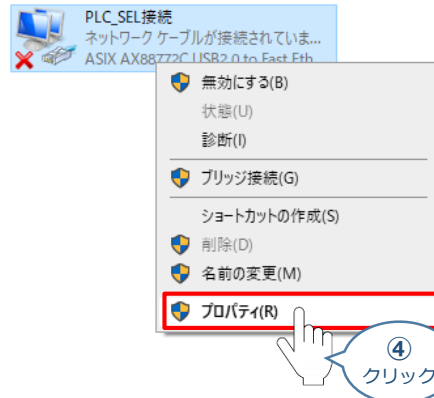 PLC_SEL接続
ネットワーク ケーブルが接続されていま...
ASIX AX88772C USB2.0 to Fast Eth
無効にする(B)
状態(U)
診断(I)
ブリッジ接続(G)
ショートカットの作成(S)
削除(D)
名前の変更(M)
プロパティ(R)
④
クリック